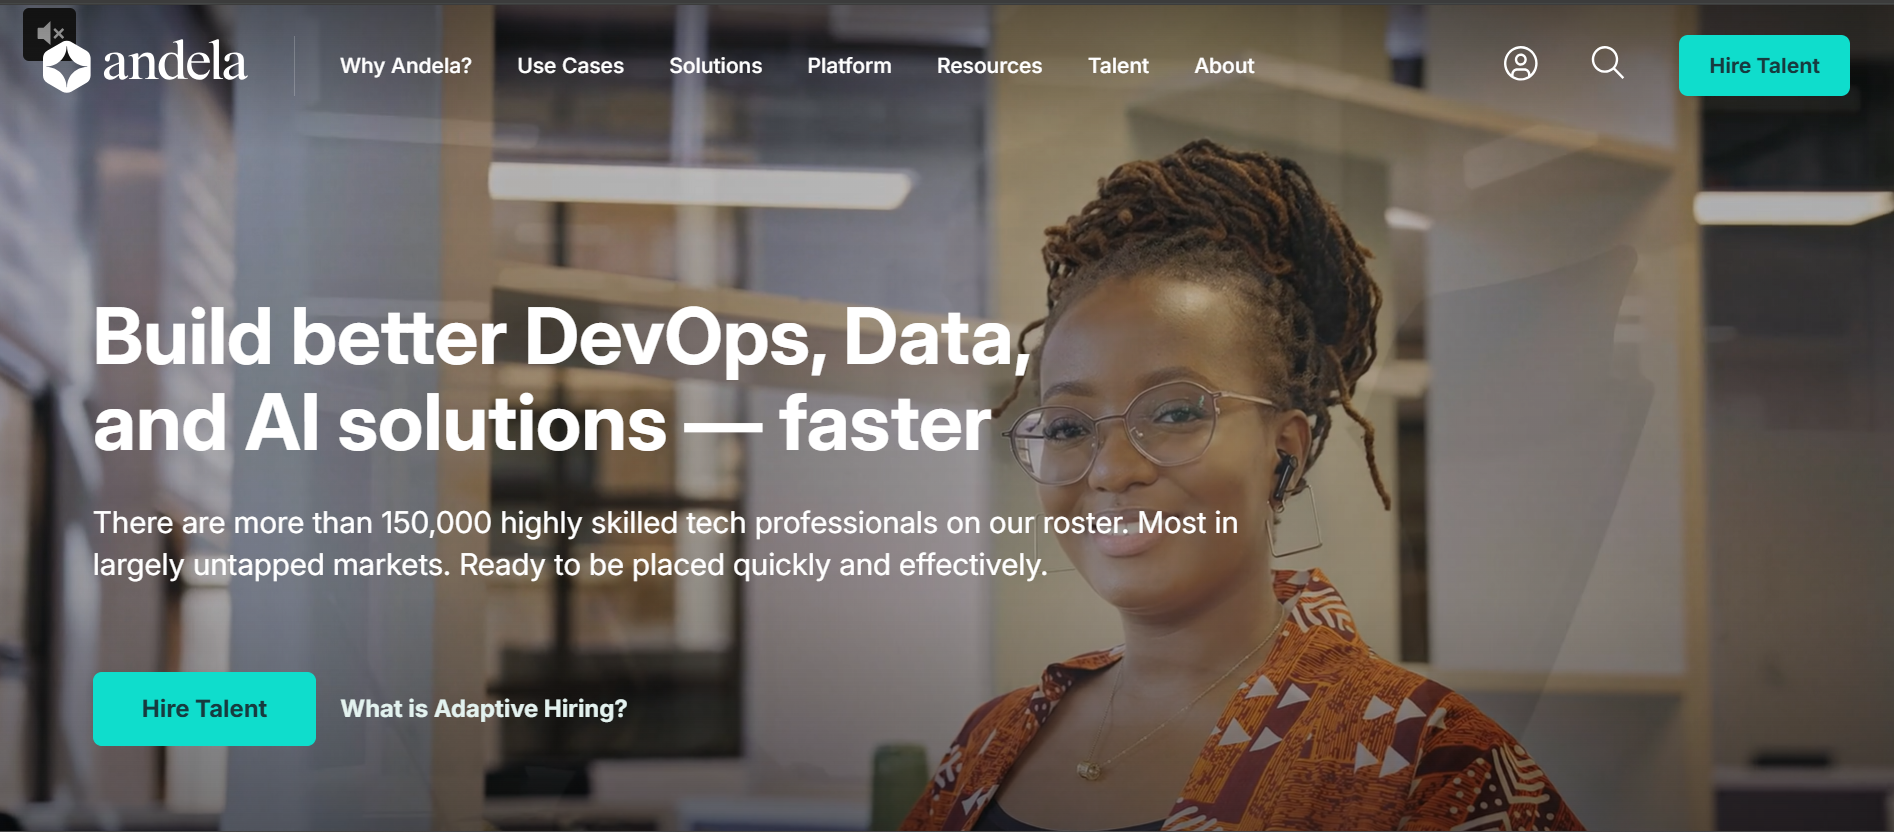 andela
Why Andela?
Use Cases
Solutions
Platform
Resources
Talent
About
Hire Talent
Build better DevOps, Data,
and AI solutions — faster
There are more than 150,000 highly skilled tech professionals on our roster. Most in
largely untapped markets. Ready to be placed quickly and effectively.
Hire Talent
What is Adaptive Hiring?